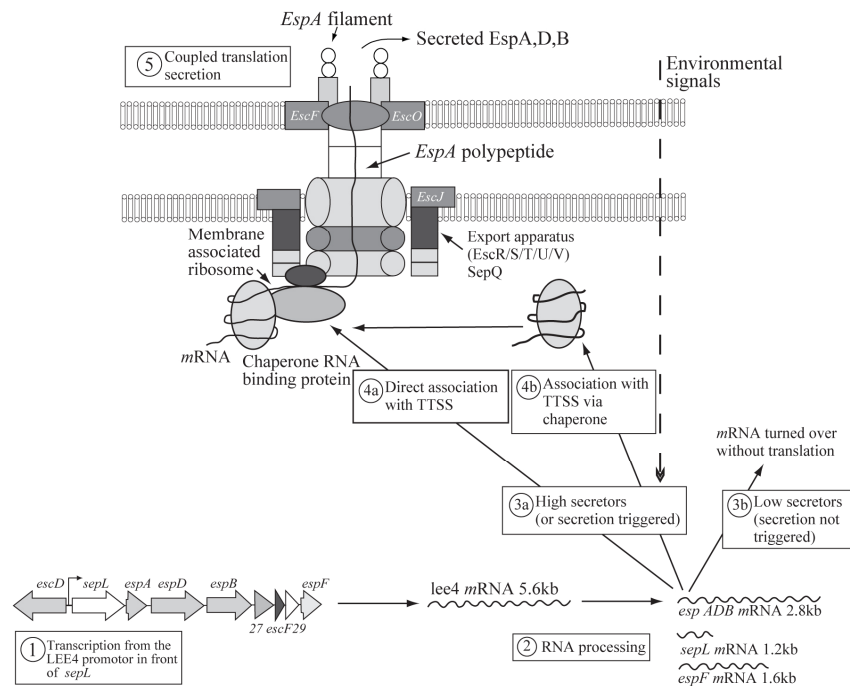 EspA filament
Secreted EspA,D,B
5 Coupled translation
secretion
Environmental
signals
EscF
EscO
EspA polypeptide
EscJ
Membrane
associated
ribosome
Export apparatus
(EscR/S/T/U/V)
SepQ
mRNA
Chaperone RNA
binding protein
4a Direct association
with TTSS
4b Association with
TTSS via
chaperone
mRNA turned over
without translation
3a High secretors
(or secretion triggered)
3b Low secretors
(secretion not
triggered)
escD
sepL
espA
espD
espB
espF
27 escF29
lee4 mRNA 5.6kb
esp ADB mRNA 2.8kb
1 Transcription from the
LEE4 promotor in front
of sepL
2 RNA processing
sepL mRNA 1.2kb
espF mRNA 1.6kb